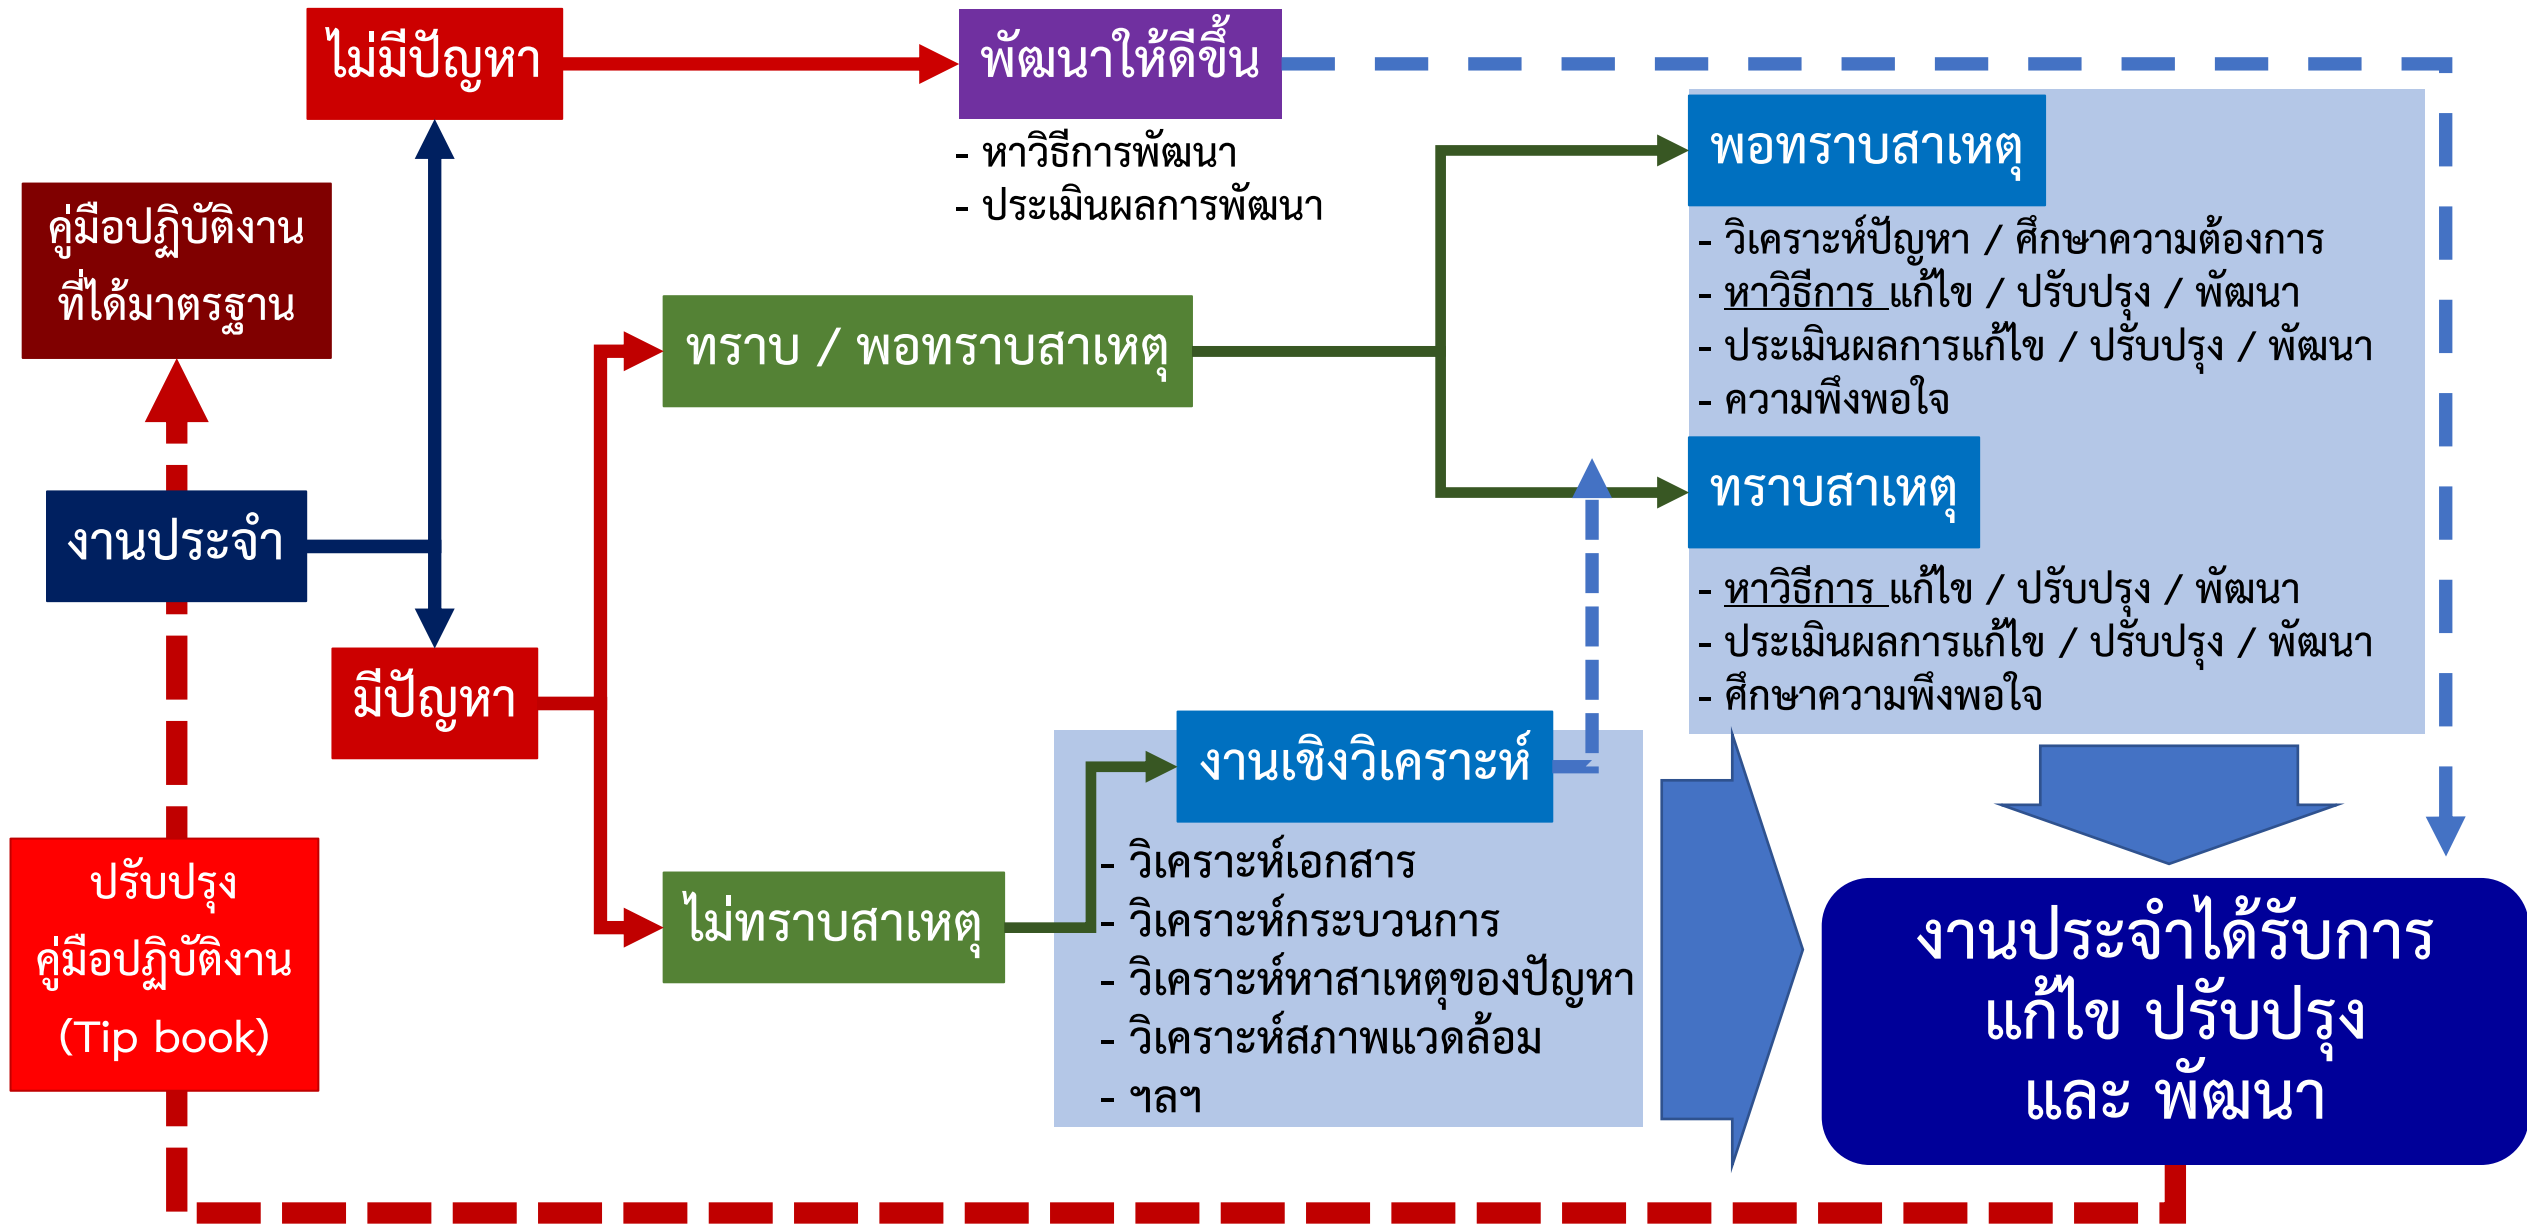 ไม่มีปัญหา
พัฒนาให้ดีขึ้น
- หาวิธีการพัฒนา
- ประเมินผลการพัฒนา
คู่มือปฏิบัติงาน
ที่ได้มาตรฐาน
งานประจำ
มีปัญหา
ทราบ / พอทราบสาเหตุ
พอทราบสาเหตุ
- วิเคราะห์ปัญหา / ศึกษาความต้องการ
- หาวิธีการ แก้ไข / ปรับปรุง / พัฒนา
- ประเมินผลการแก้ไข / ปรับปรุง / พัฒนา
- ความพึงพอใจ
ทราบสาเหตุ
- หาวิธีการ แก้ไข / ปรับปรุง / พัฒนา
- ประเมินผลการแก้ไข / ปรับปรุง / พัฒนา
- ศึกษาความพึงพอใจ
ไม่ทราบสาเหตุ
งานเชิงวิเคราะห์
- วิเคราะห์เอกสาร
- วิเคราะห์กระบวนการ
- วิเคราะห์หาสาเหตุของปัญหา
- วิเคราะห์สภาพแวดล้อม
- ฯลฯ
ปรับปรุง
คู่มือปฏิบัติงาน
(Tip book)
งานประจำได้รับการ
แก้ไข ปรับปรุง
และ พัฒนา